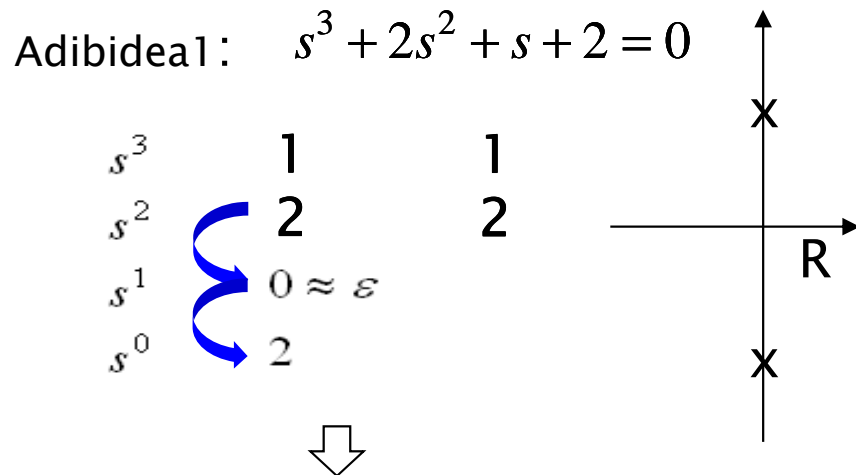 Adibidea1: s³ + 2s² + s + 2 = 0
s³ 1 1
s² 2 2
s¹ 0 ≈ ε
s⁰ 2
x
R
x